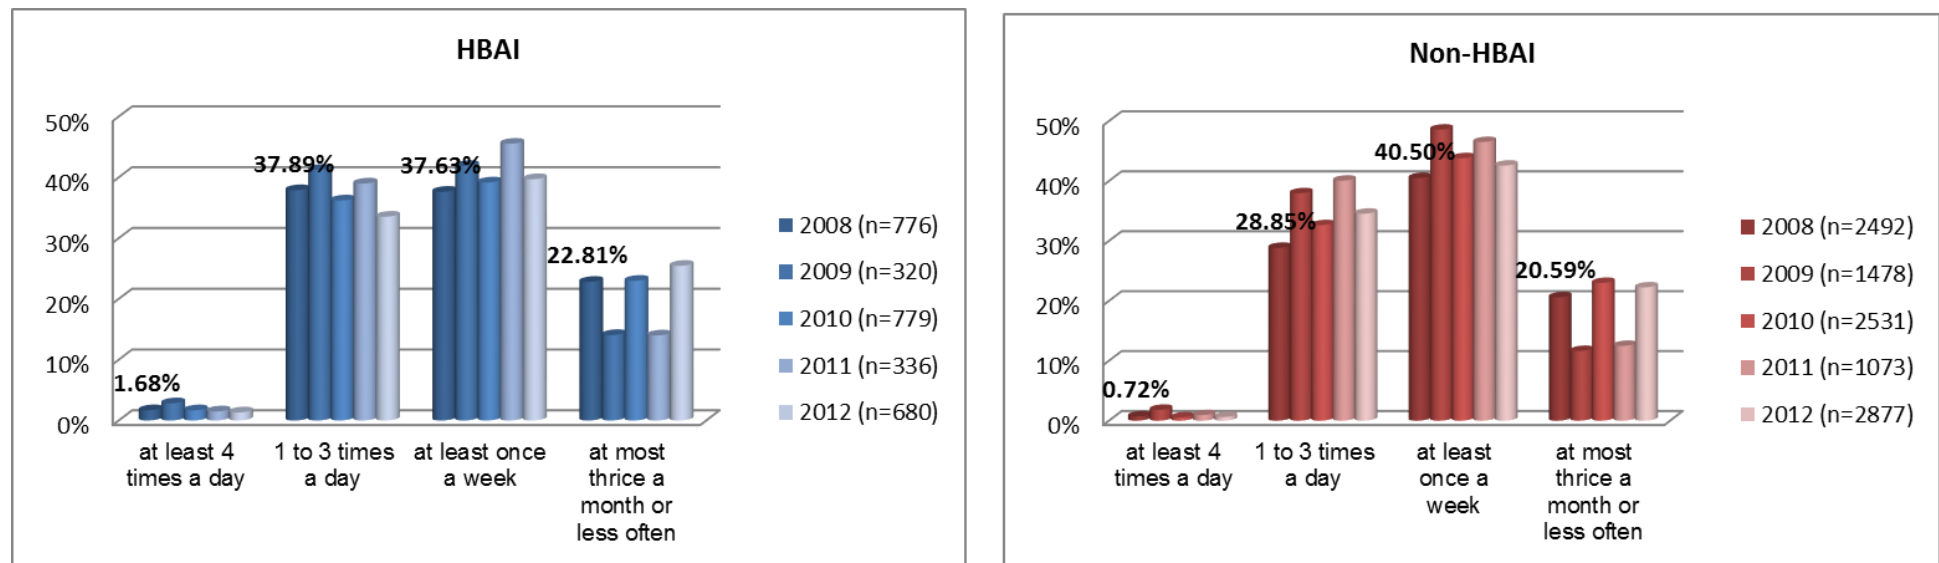 HBAI
50%
40%
30%
20%
10%
0%
1.68%
37.89%
37.63%
22.81%
at least 4
times a day
1 to 3 times
a day
at least once
a week
at most
thrice a
month or
less often
2008 (n=776)
2009 (n=320)
2010 (n=779)
2011 (n=336)
2012 (n=680)
Non-HBAI
50%
40%
30%
20%
10%
0%
0.72%
28.85%
40.50%
20.59%
at least 4
times a day
1 to 3 times
a day
at least
once a
week
at most
thrice a
month or
less often
2008 (n=2492)
2009 (n=1478)
2010 (n=2531)
2011 (n=1073)
2012 (n=2877)